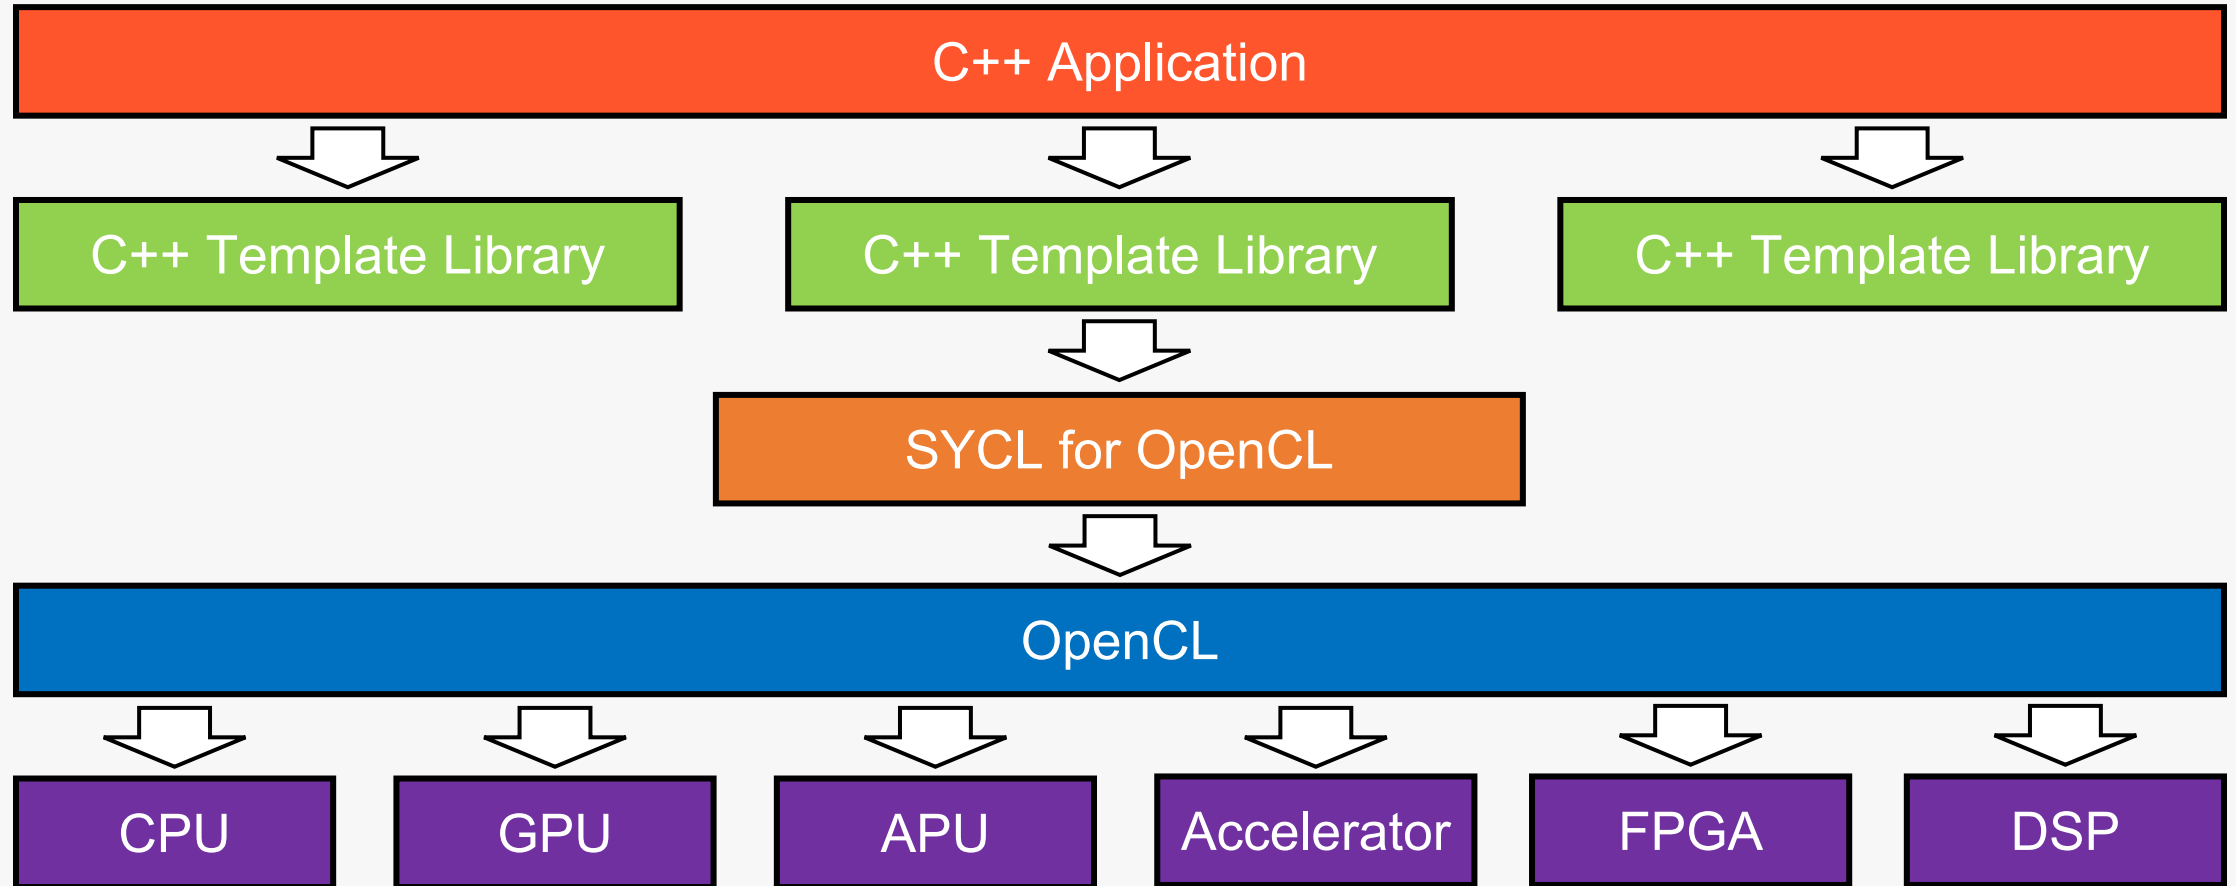 C++ Application
C++ Template Library
C++ Template Library
C++ Template Library
SYCL for OpenCL
OpenCL
CPU
GPU
APU
Accelerator
FPGA
DSP